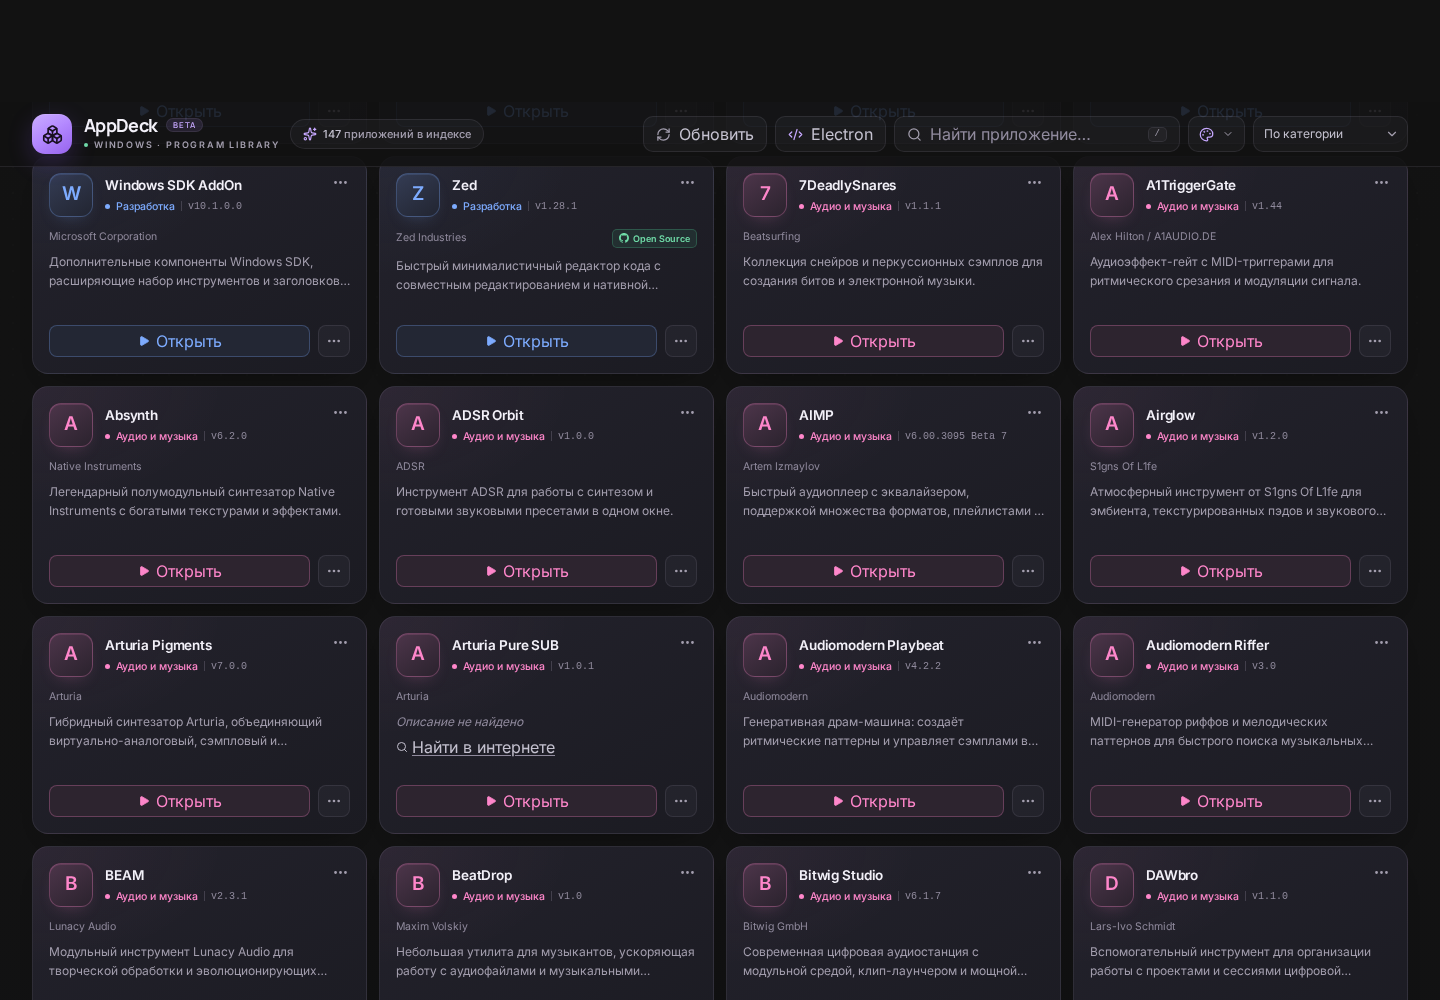 Открыть
Открыть
Открыть
Открыть
AppDeck BETA
WINDOWS · PROGRAM LIBRARY
147 приложений в индексе
Обновить
Electron
Найти приложение...
/
По категории
W
Windows SDK AddOn
Разработка | v10.1.0.0
Microsoft Corporation
Дополнительные компоненты Windows SDK,
расширяющие набор инструментов и заголовков…
Открыть
Z
Zed
Разработка | v1.28.1
Zed Industries
Open Source
Быстрый минималистичный редактор кода с
совместным редактированием и нативной…
Открыть
7
7DeadlySnares
Аудио и музыка | v1.1.1
Beatsurfing
Коллекция снейров и перкуссионных сэмплов для
создания битов и электронной музыки.
Открыть
A
A1TriggerGate
Аудио и музыка | v1.44
Alex Hilton / A1AUDIO.DE
Аудиоэффект-гейт с MIDI-триггерами для
ритмического срезания и модуляции сигнала.
Открыть
A
Absynth
Аудио и музыка | v6.2.0
Native Instruments
Легендарный полумодульный синтезатор Native
Instruments с богатыми текстурами и эффектами.
Открыть
A
ADSR Orbit
Аудио и музыка | v1.0.0
ADSR
Инструмент ADSR для работы с синтезом и
готовыми звуковыми пресетами в одном окне.
Открыть
A
AIMP
Аудио и музыка | v6.00.3095 Beta 7
Artem Izmaylov
Быстрый аудиоплеер с эквалайзером,
поддержкой множества форматов, плейлистами …
Открыть
A
Airglow
Аудио и музыка | v1.2.0
S1gns Of L1fe
Атмосферный инструмент от S1gns Of L1fe для
эмбиента, текстурированных пэдов и звукового…
Открыть
A
Arturia Pigments
Аудио и музыка | v7.0.0
Arturia
Гибридный синтезатор Arturia, объединяющий
виртуально-аналоговый, сэмпловый и…
Открыть
A
Arturia Pure SUB
Аудио и музыка | v1.0.1
Arturia
Описание не найдено
Найти в интернете
Открыть
A
Audiomodern Playbeat
Аудио и музыка | v4.2.2
Audiomodern
Генеративная драм-машина: создаёт
ритмические паттерны и управляет сэмплами в…
Открыть
A
Audiomodern Riffer
Аудио и музыка | v3.0
Audiomodern
MIDI-генератор риффов и мелодических
паттернов для быстрого поиска музыкальных…
Открыть
B
BEAM
Аудио и музыка | v2.3.1
Lunacy Audio
Модульный инструмент Lunacy Audio для
творческой обработки и эволюционирующих…
B
BeatDrop
Аудио и музыка | v1.0
Maxim Volskiy
Небольшая утилита для музыкантов, ускоряющая
работу с аудиофайлами и музыкальными…
B
Bitwig Studio
Аудио и музыка | v6.1.7
Bitwig GmbH
Современная цифровая аудиостанция с
модульной средой, клип-лаунчером и мощной…
D
DAWbro
Аудио и музыка | v1.1.0
Lars-Ivo Schmidt
Вспомогательный инструмент для организации
работы с проектами и сессиями цифровой…